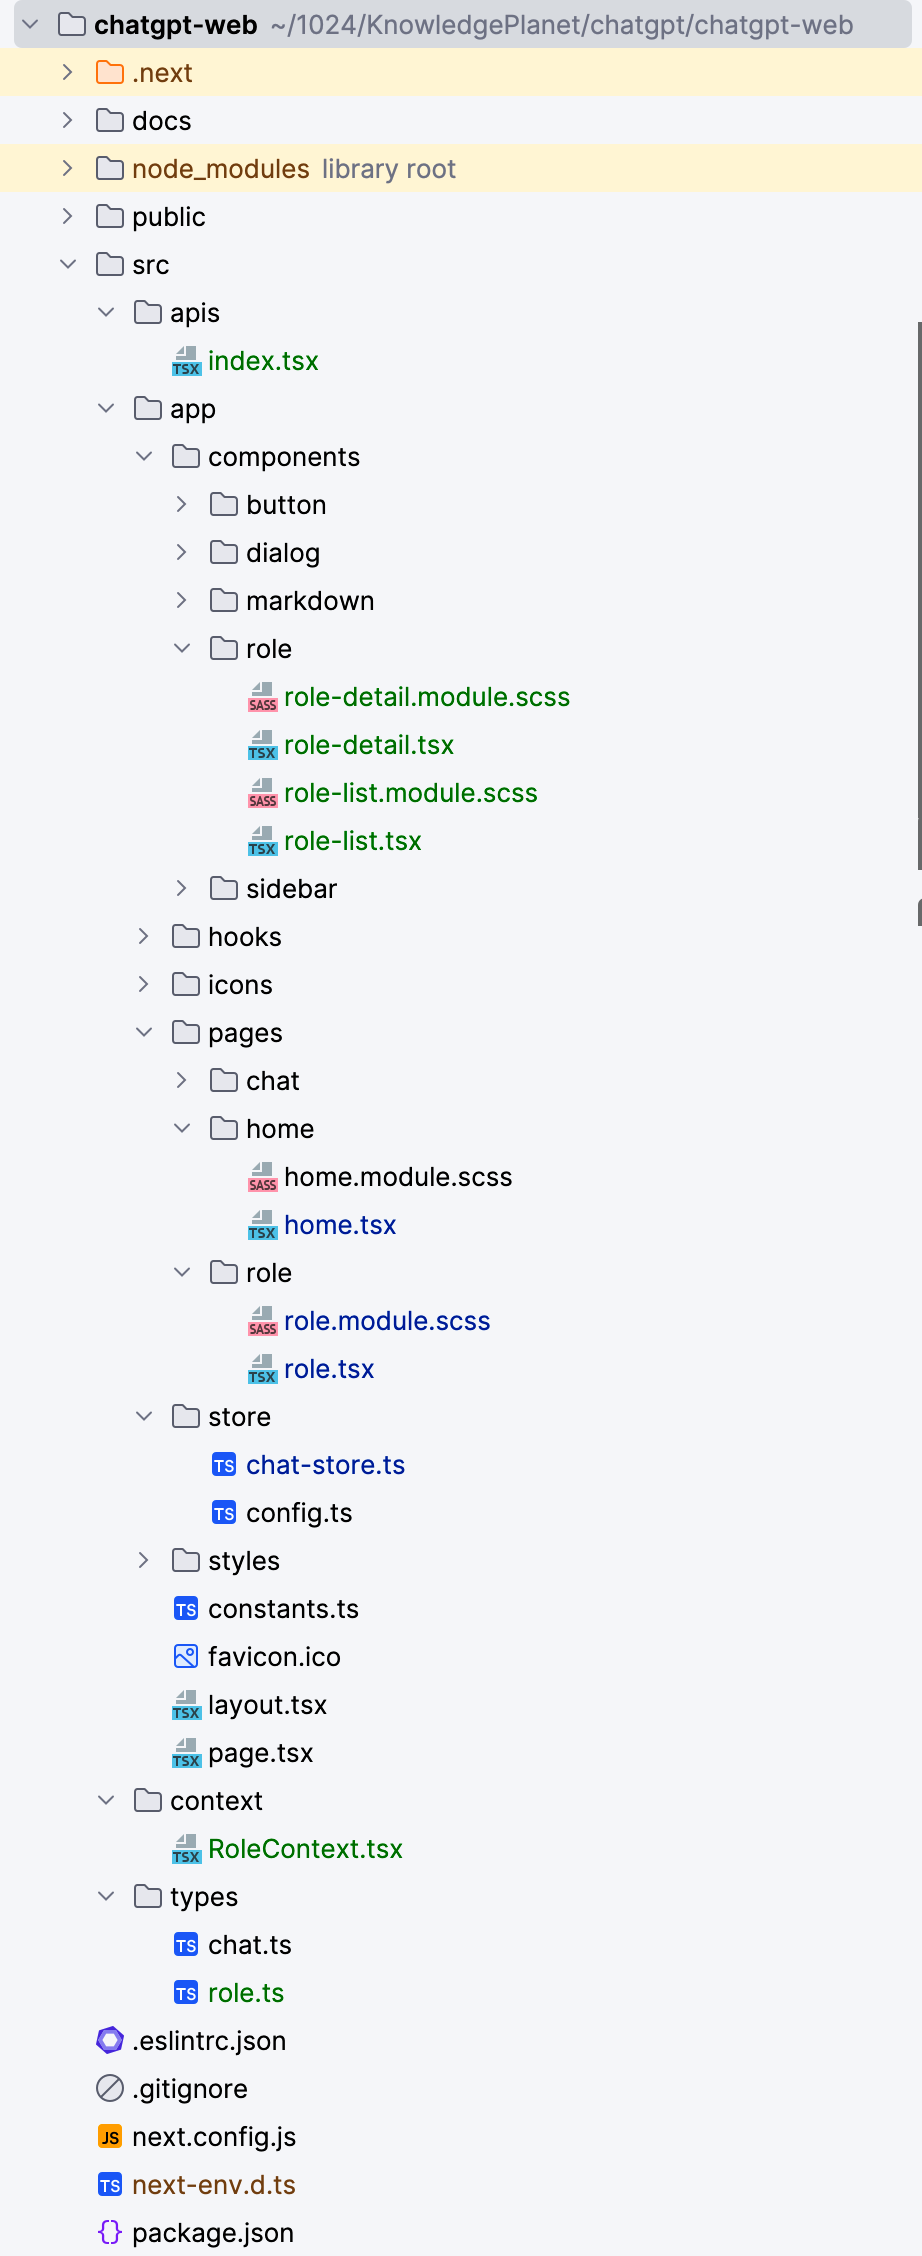 chatgpt-web ~/1024/KnowledgePlanet/chatgpt/chatgpt-web
.next
docs
node_modules library root
public
src
apis
TSX index.tsx
app
components
button
dialog
markdown
role
SASS role-detail.module.scss
TSX role-detail.tsx
SASS role-list.module.scss
TSX role-list.tsx
sidebar
hooks
icons
pages
chat
home
SASS home.module.scss
TSX home.tsx
role
SASS role.module.scss
TSX role.tsx
store
TS chat-store.ts
TS config.ts
styles
TS constants.ts
favicon.ico
TSX layout.tsx
TSX page.tsx
context
TSX RoleContext.tsx
types
TS chat.ts
TS role.ts
.eslintrc.json
.gitignore
JS next.config.js
TS next-env.d.ts
{} package.json